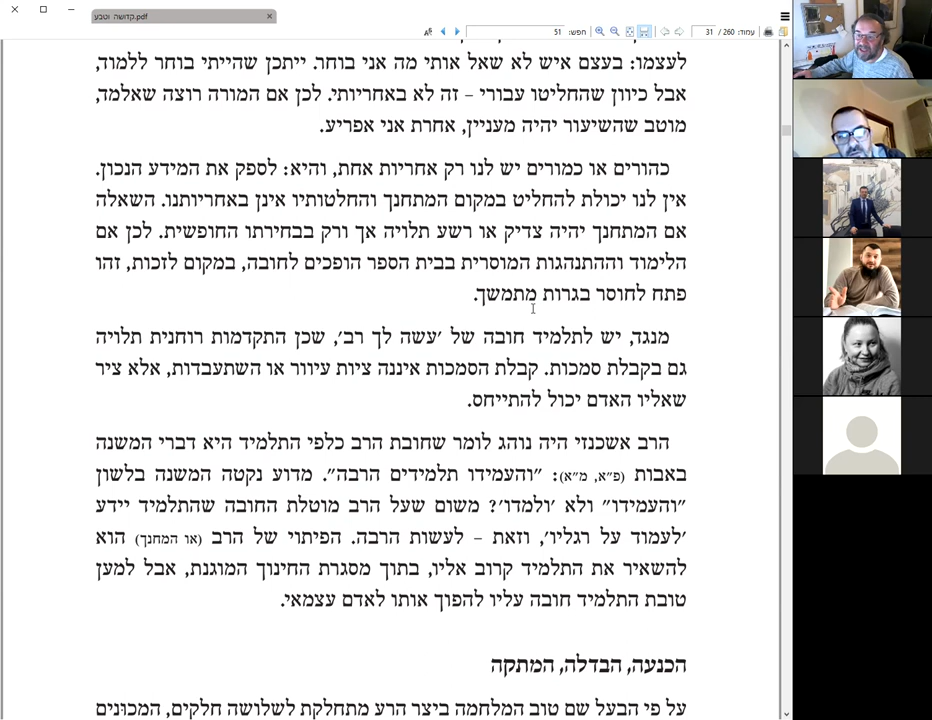 קדושה וטבע.pdf
עמוד: 31 / 260
חפש: 51
לעצמו: בעצם איש לא שאל אותי מה אני בוחר. ייתכן שהייתי בוחר ללמוד,
אבל כיוון שהחליטו עבורי – זה לא באחריותי. לכן אם המורה רוצה שאלמד,
מוטב שהשיעור יהיה מעניין, אחרת אני אפריע.
כהורים או כמורים יש לנו רק אחריות אחת, והיא: לספק את המידע הנכון.
אין לנו יכולת להחליט במקום המתחנך והחלטותיו אינן באחריותנו. השאלה
אם המתחנך יהיה צדיק או רשע תלויה אך ורק בבחירתו החופשית. לכן אם
הלימוד וההתנהגות המוסרית בבית הספר הופכים לחובה, במקום לזכות, זהו
פתח לחוסר בגרות מתמשך.
מנגד, יש לתלמיד חובה של ׳עשה לך רב׳, שכן התקדמות רוחנית תלויה
גם בקבלת סמכות. קבלת הסמכות איננה ציות עיוור או השתעבדות, אלא ציר
שאליו האדם יכול להתייחס.
הרב אשכנזי היה נוהג לומר שחובת הרב כלפי התלמיד היא דברי המשנה
באבות (פ״א, מ״א): ״והעמידו תלמידים הרבה״. מדוע נקטה המשנה בלשון
״והעמידו״ ולא ׳ולמדו׳? משום שעל הרב מוטלת החובה שהתלמיד יידע
׳לעמוד על רגליו׳, וזאת – לעשות הרבה. הפיתוי של הרב (או המחנך) הוא
להשאיר את התלמיד קרוב אליו, בתוך מסגרת החינוך המוגנת, אבל למען
טובת התלמיד חובה עליו להפוך אותו לאדם עצמאי.
הכנעה, הבדלה, המתקה
על פי הבעל שם טוב המלחמה ביצר הרע מתחלקת לשלושה חלקים, המכוּנים